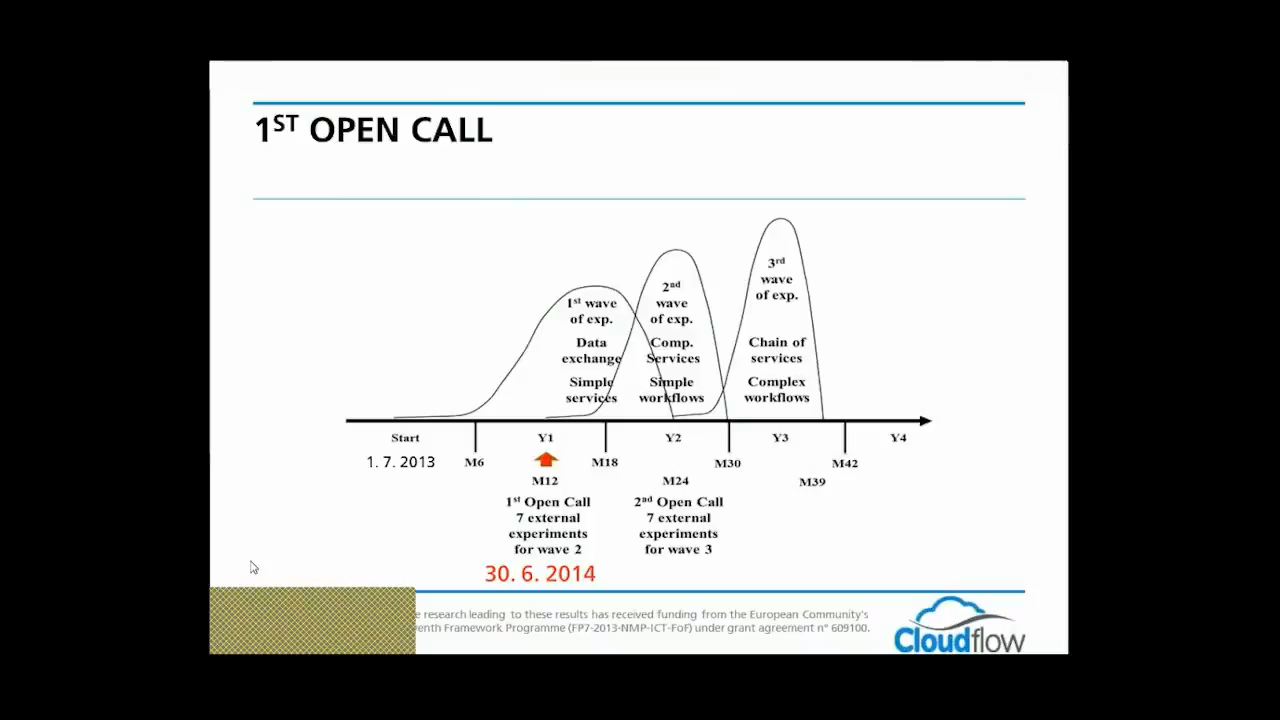 1ST OPEN CALL
1st wave
of exp.
Data
exchange
Simple
services
2nd
wave
of exp.
Comp.
Services
Simple
workflows
3rd
wave
of exp.
Chain of
services
Complex
workflows
Start Y1 Y2 Y3 Y4
1. 7. 2013 M6 M18 M30 M42
M12 M24 M39
1st Open Call
7 external
experiments
for wave 2
2nd Open Call
7 external
experiments
for wave 3
30. 6. 2014
e research leading to these results has received funding from the European Community's
enth Framework Programme (FP7-2013-NMP-ICT-FoF) under grant agreement n° 609100.
Cloudflow